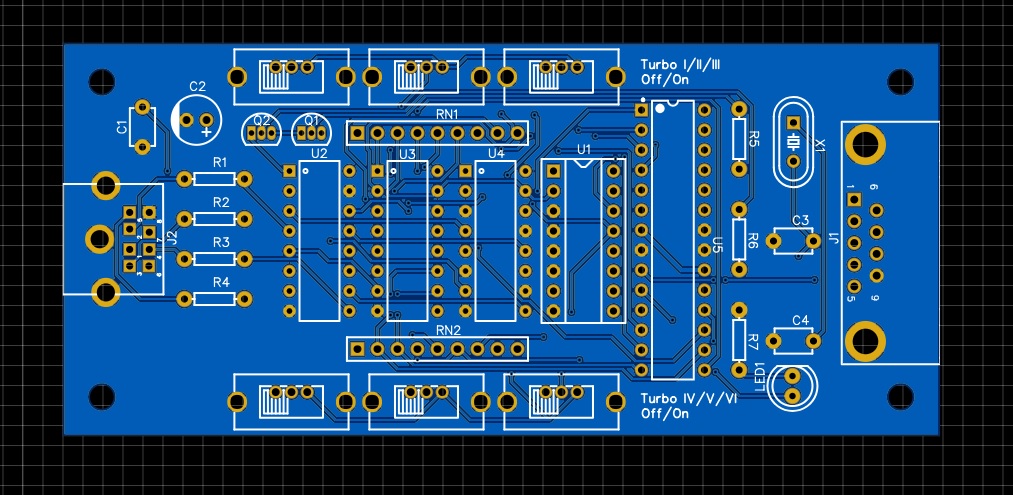 Turbo I/II/III
Off/On
C2
C1
Q2
Q1
RN1
R5
X1
U2
U3
U4
U1
R1
R2
R3
R4
J2
C3
R6
U5
J1
1
6
5
9
RN2
C4
R7
LED1
Turbo IV/V/VI
Off/On